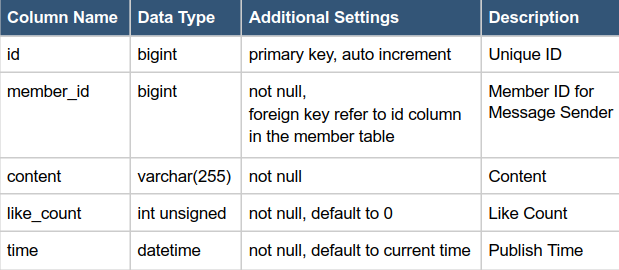 Column Name Data Type Additional Settings Description
id bigint primary key, auto increment Unique ID
member_id bigint not null, Member ID for
foreign key refer to id column Message Sender
in the member table
content varchar(255) not null Content
like_count int unsigned not null, default to 0 Like Count
time datetime not null, default to current time Publish Time